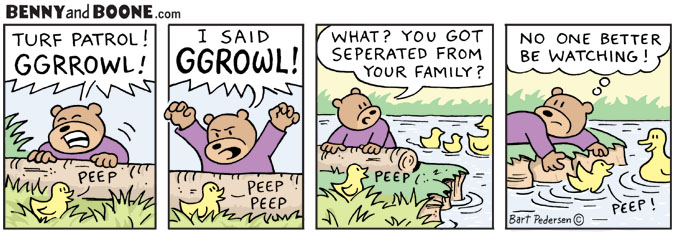 BENNY and BOONE.com
TURF PATROL!
GGRROWL!
PEEP
I SAID
GGROWL!
PEEP
PEEP
WHAT? YOU GOT
SEPERATED FROM
YOUR FAMILY?
PEEP
NO ONE BETTER
BE WATCHING!
PEEP!
Bart Pedersen ©